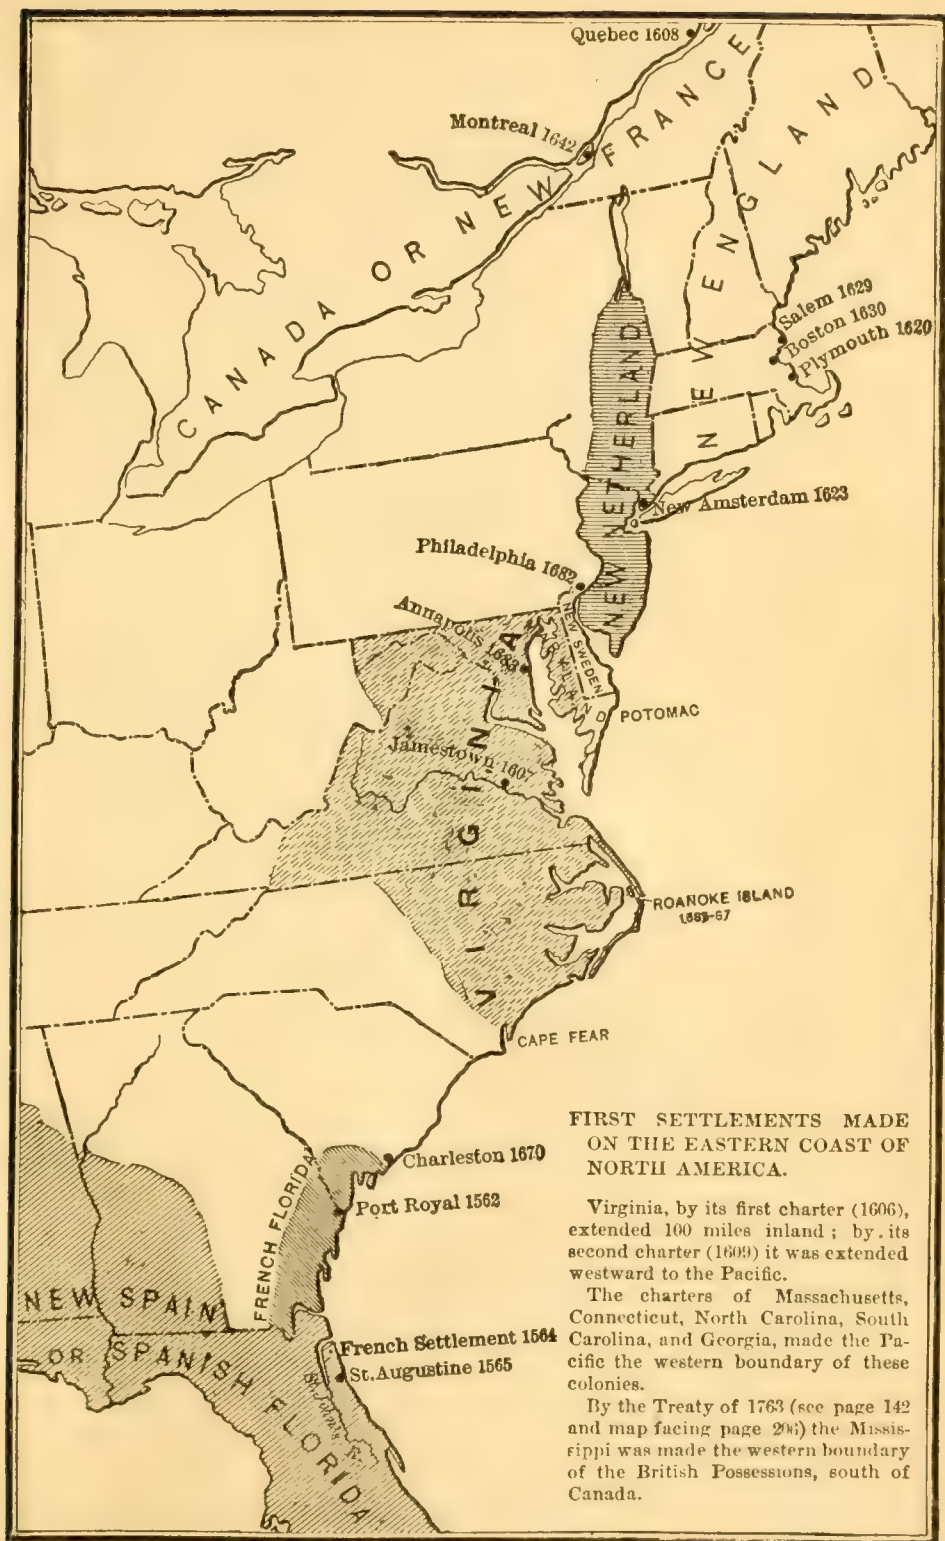 Quebec 1608
Montreal 1642
CANADA OR NEW FRANCE
NEW ENGLAND
Salem 1629
Boston 1630
Plymouth 1620
NEW NETHERLAND
New Amsterdam 1623
Philadelphia 1682
Annapolis 1683
NEW SWEDEN
MARYLAND
POTOMAC
Jamestown 1607
VIRGINIA
ROANOKE ISLAND
CAPE FEAR
Charleston 1670
Port Royal 1562
FRENCH FLORIDA
NEW SPAIN
OR SPANISH FLORIDA
French Settlement 1564
St. Augustine 1565
St. John's R.
FIRST SETTLEMENTS MADE
ON THE EASTERN COAST OF
NORTH AMERICA.
Virginia, by its first charter (1606),
extended 100 miles inland; by its
second charter (1609) it was extended
westward to the Pacific.
The charters of Massachusetts,
Connecticut, North Carolina, South
Carolina, and Georgia, made the Pa-
cific the western boundary of these
colonies.
By the Treaty of 1763 (see page 142
and map facing page 206) the Missis-
sippi was made the western boundary
of the British Possessions, south of
Canada.